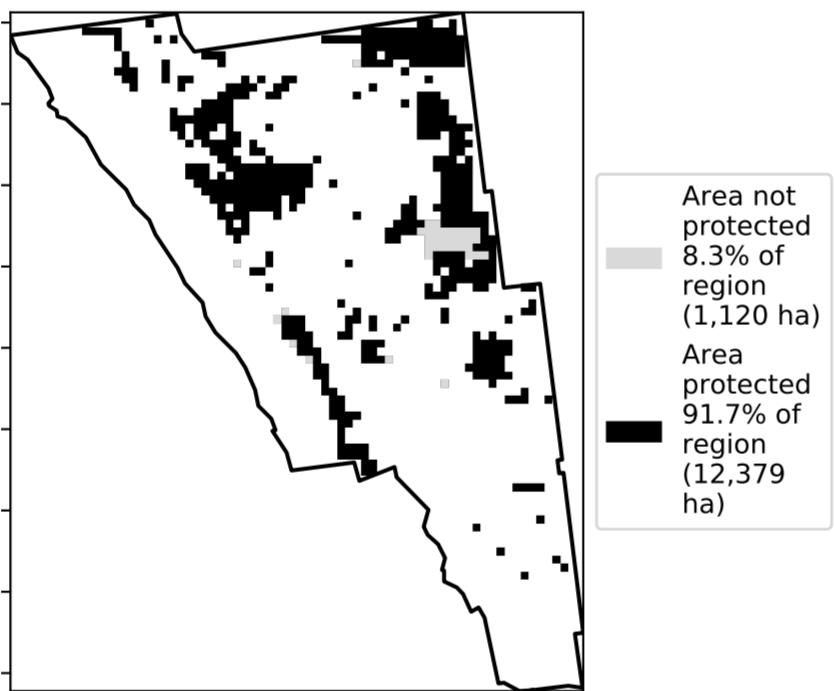 Area not
protected
8.3% of
region
(1,120 ha)
Area
protected
91.7% of
region
(12,379
ha)